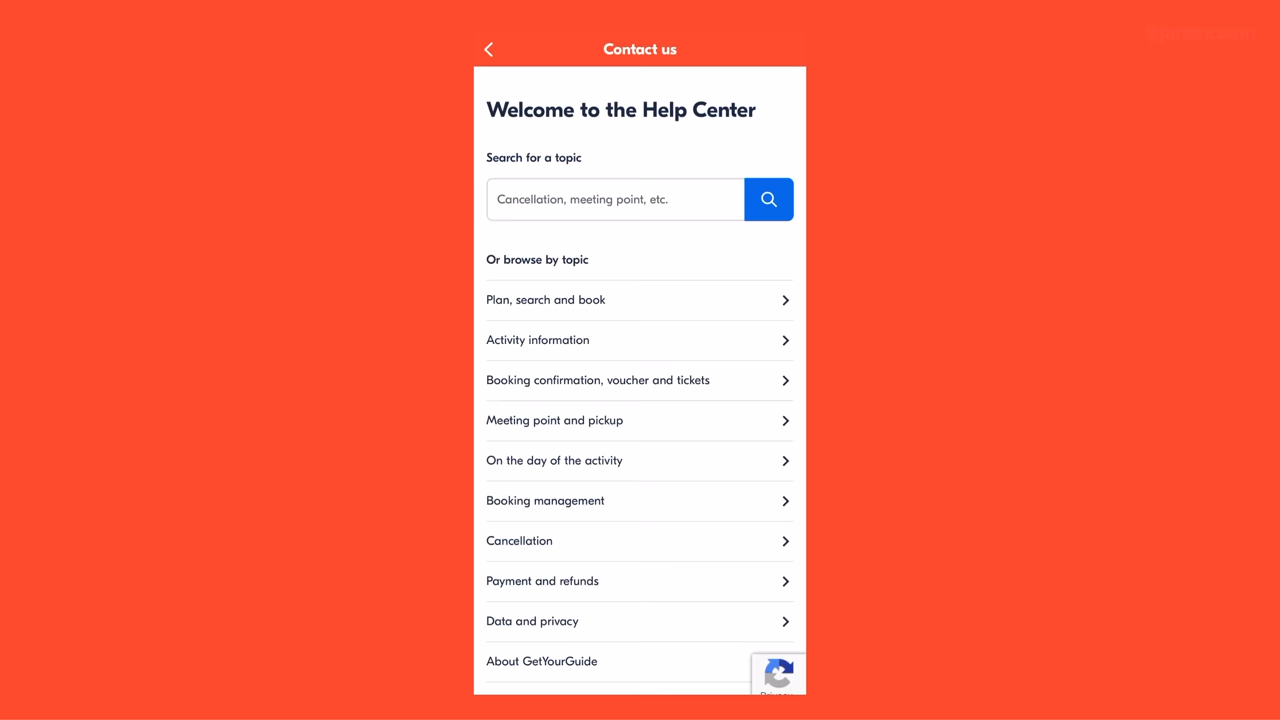 Contact us
Welcome to the Help Center
Search for a topic
Cancellation, meeting point, etc.
Or browse by topic
Plan, search and book
Activity information
Booking confirmation, voucher and tickets
Meeting point and pickup
On the day of the activity
Booking management
Cancellation
Payment and refunds
Data and privacy
About GetYourGuide